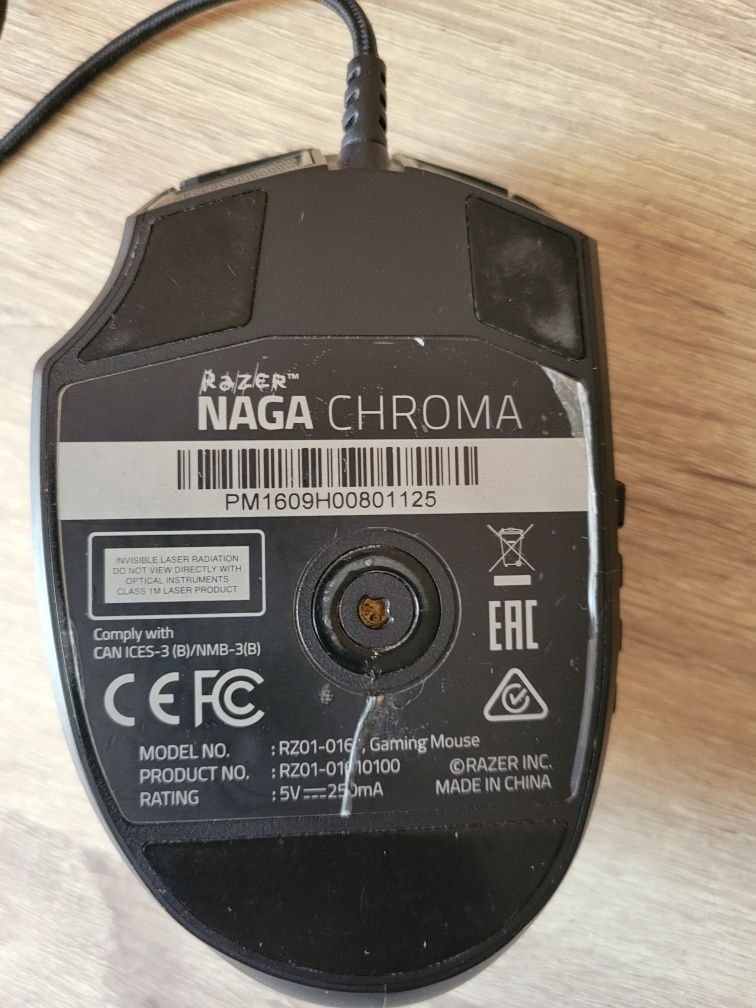 RAZER™
NAGA CHROMA
PM1609H00801125
INVISIBLE LASER RADIATION
DO NOT VIEW DIRECTLY WITH
OPTICAL INSTRUMENTS
CLASS 1M LASER PRODUCT
Comply with
CAN ICES-3 (B)/NMB-3(B)
EAC
CE FC
MODEL NO. : Gaming Mouse
PRODUCT NO. :
RATING : 5V
©RAZER INC.
MADE IN CHINA